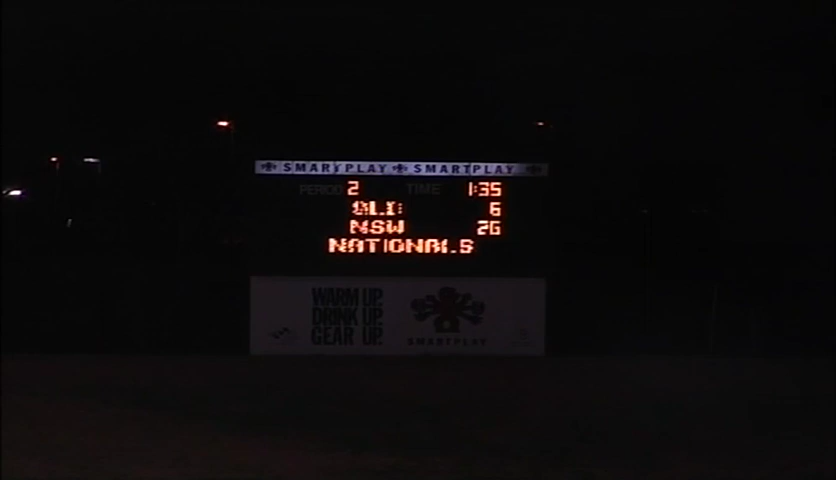 SMARTPLAY SMARTPLAY
PERIOD 2 TIME 1:35
QLD 6
NSW 26
NATIONALS
WARM UP.
DRINK UP.
GEAR UP.
SMARTPLAY